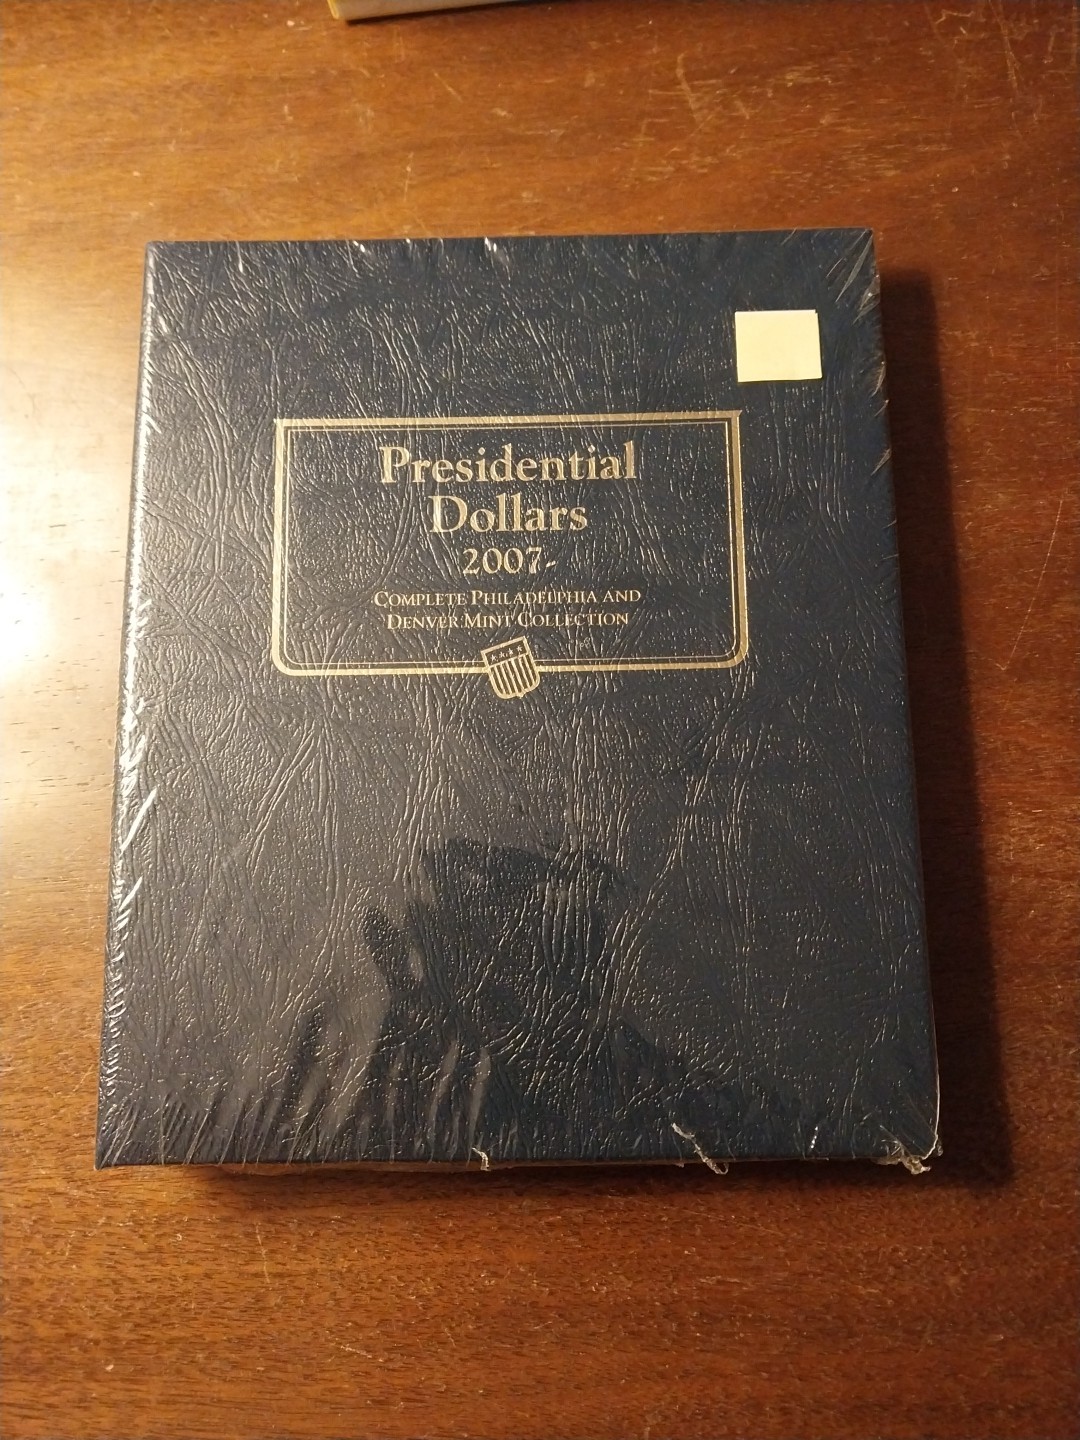 Presidential
Dollars
2007-
Complete Philadelphia and
Denver Mint Collection